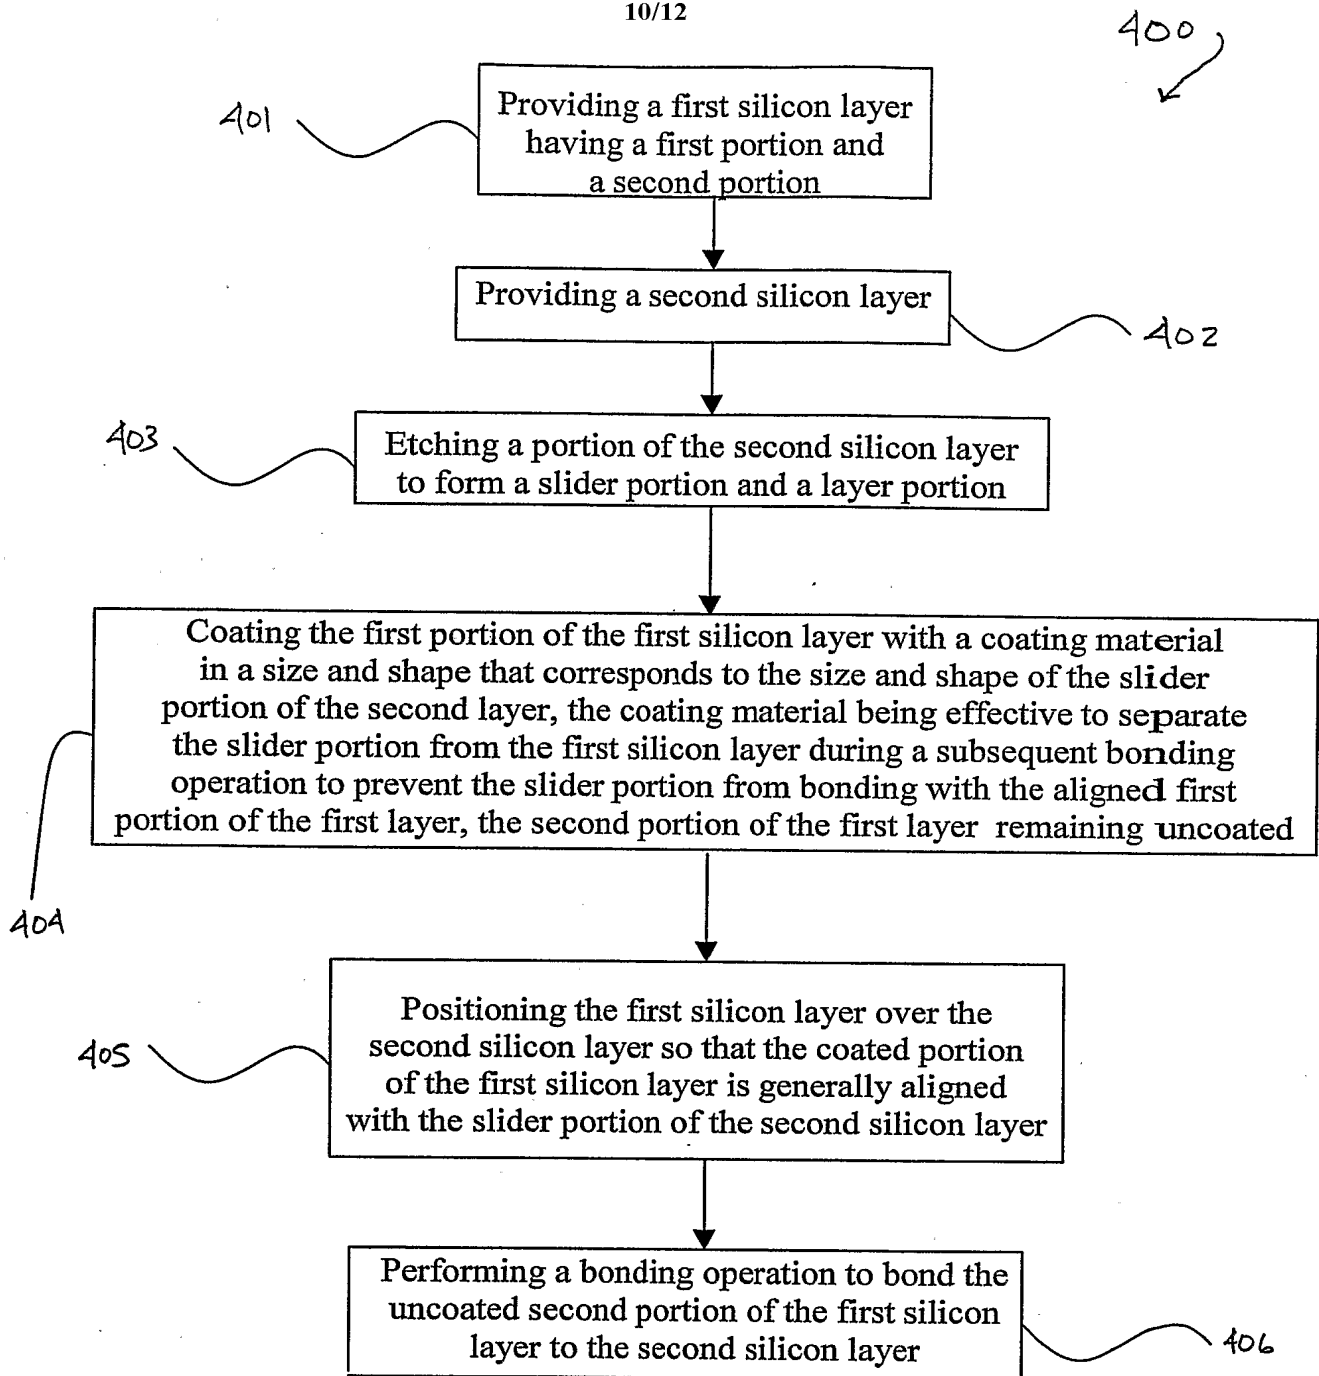 10/12
400
401
Providing a first silicon layer
having a first portion and
a second portion
Providing a second silicon layer
402
403
Etching a portion of the second silicon layer
to form a slider portion and a layer portion
Coating the first portion of the first silicon layer with a coating material
in a size and shape that corresponds to the size and shape of the slider
portion of the second layer, the coating material being effective to separate
the slider portion from the first silicon layer during a subsequent bonding
operation to prevent the slider portion from bonding with the aligned first
portion of the first layer, the second portion of the first layer remaining uncoated
404
Positioning the first silicon layer over the
second silicon layer so that the coated portion
of the first silicon layer is generally aligned
with the slider portion of the second silicon layer
405
Performing a bonding operation to bond the
uncoated second portion of the first silicon
layer to the second silicon layer
406